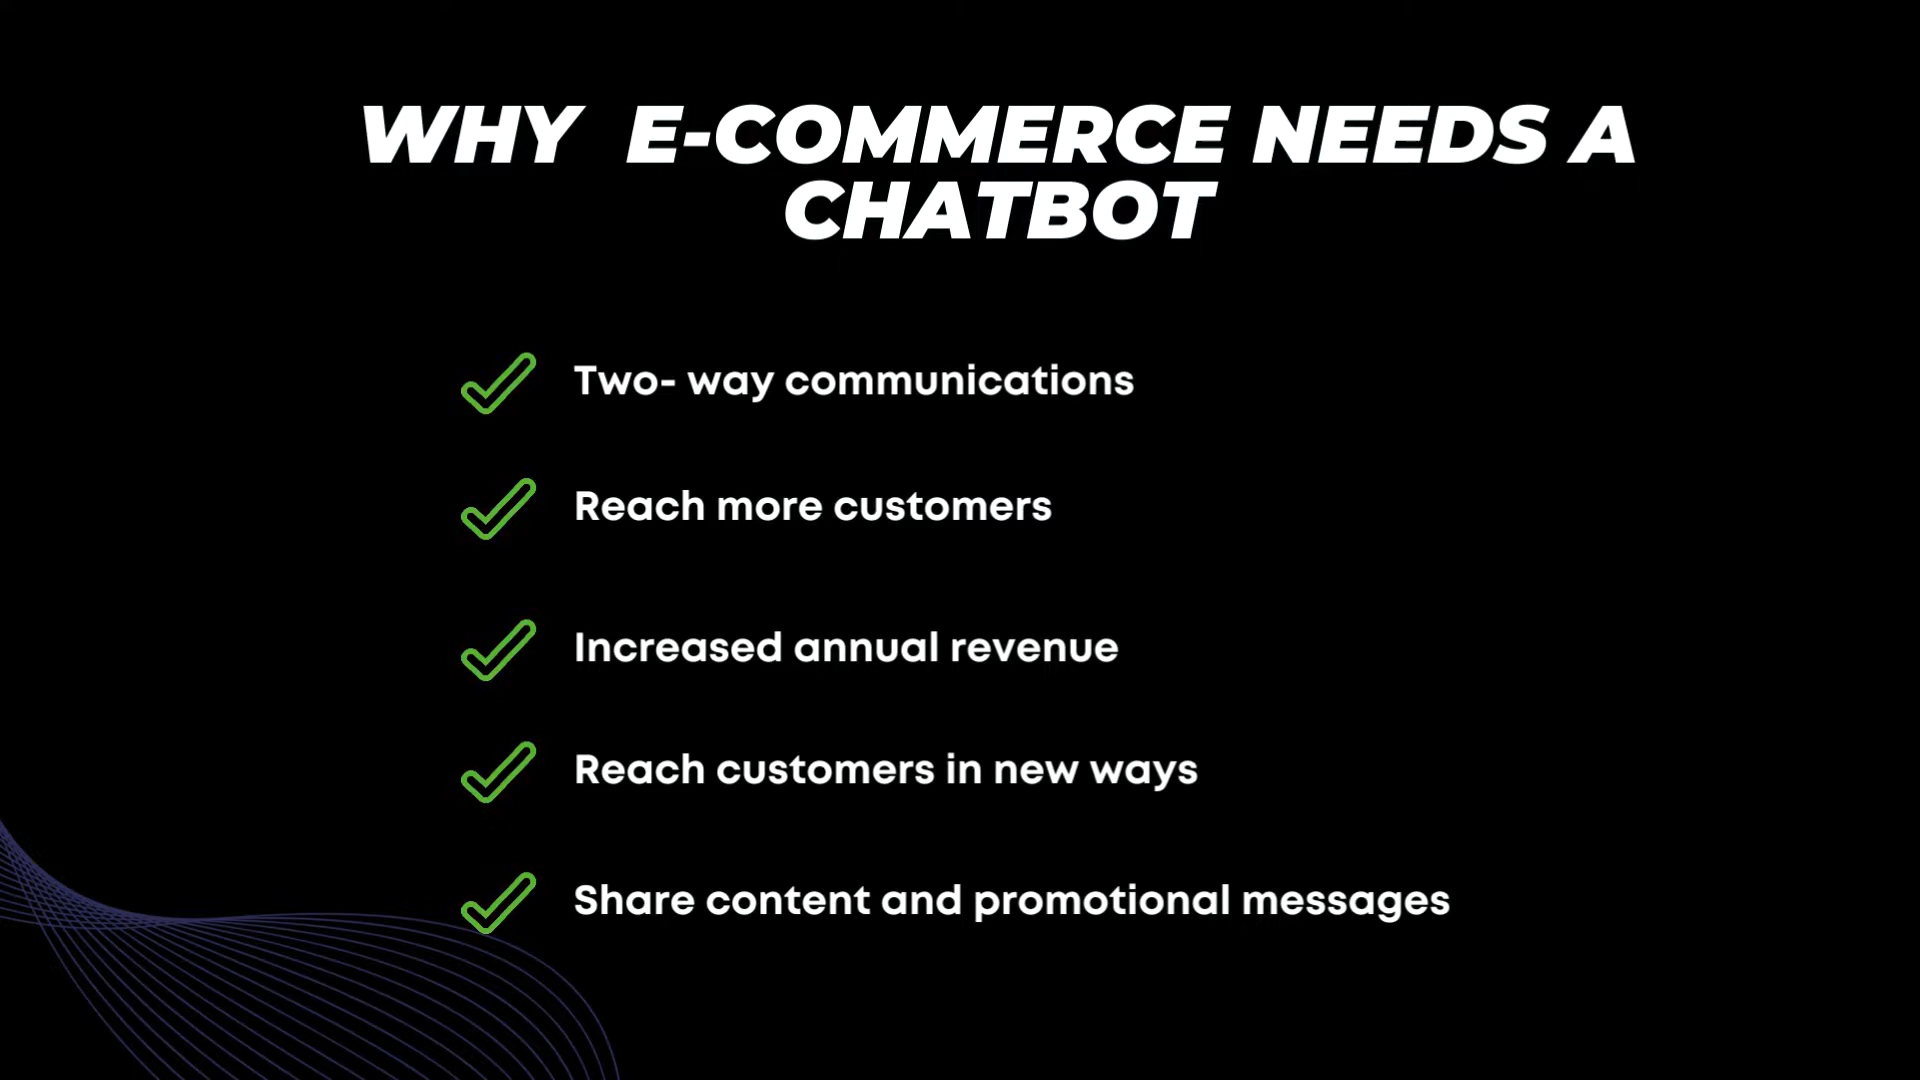 WHY  E-COMMERCE NEEDS A
CHATBOT
Two- way communications
Reach more customers
Increased annual revenue
Reach customers in new ways
Share content and promotional messages